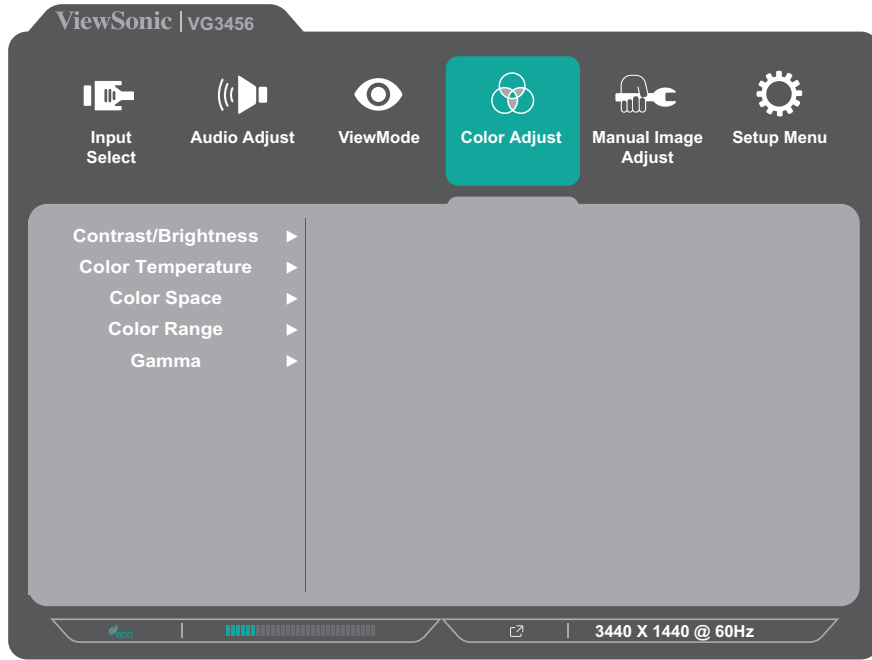 ViewSonic | VG3456
Input
Select
Audio Adjust
ViewMode
Color Adjust
Manual Image
Adjust
Setup Menu
Contrast/Brightness
Color Temperature
Color Space
Color Range
Gamma
eco
3440 X 1440 @ 60Hz